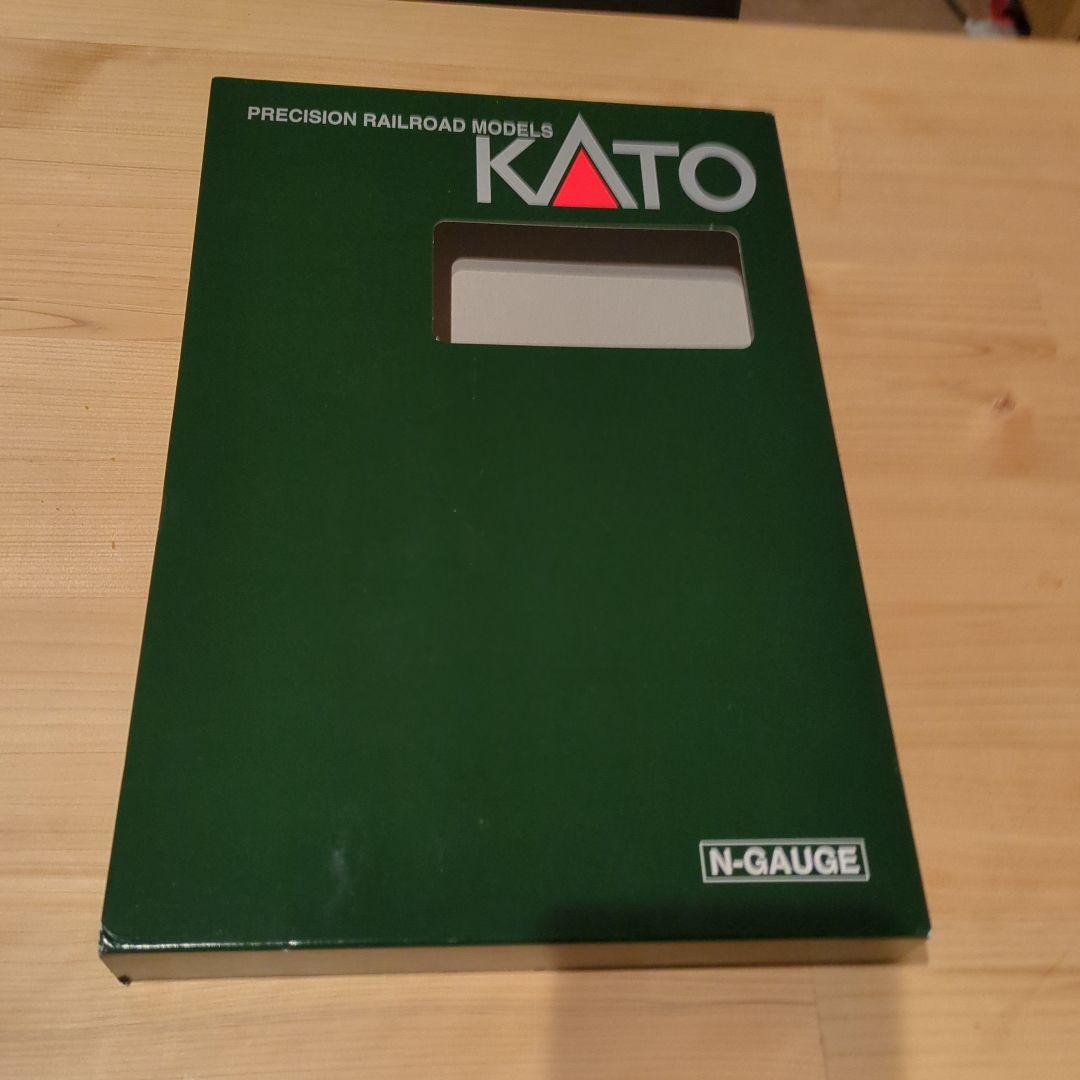 PRECISION RAILROAD MODELS
KATO
N-GAUGE